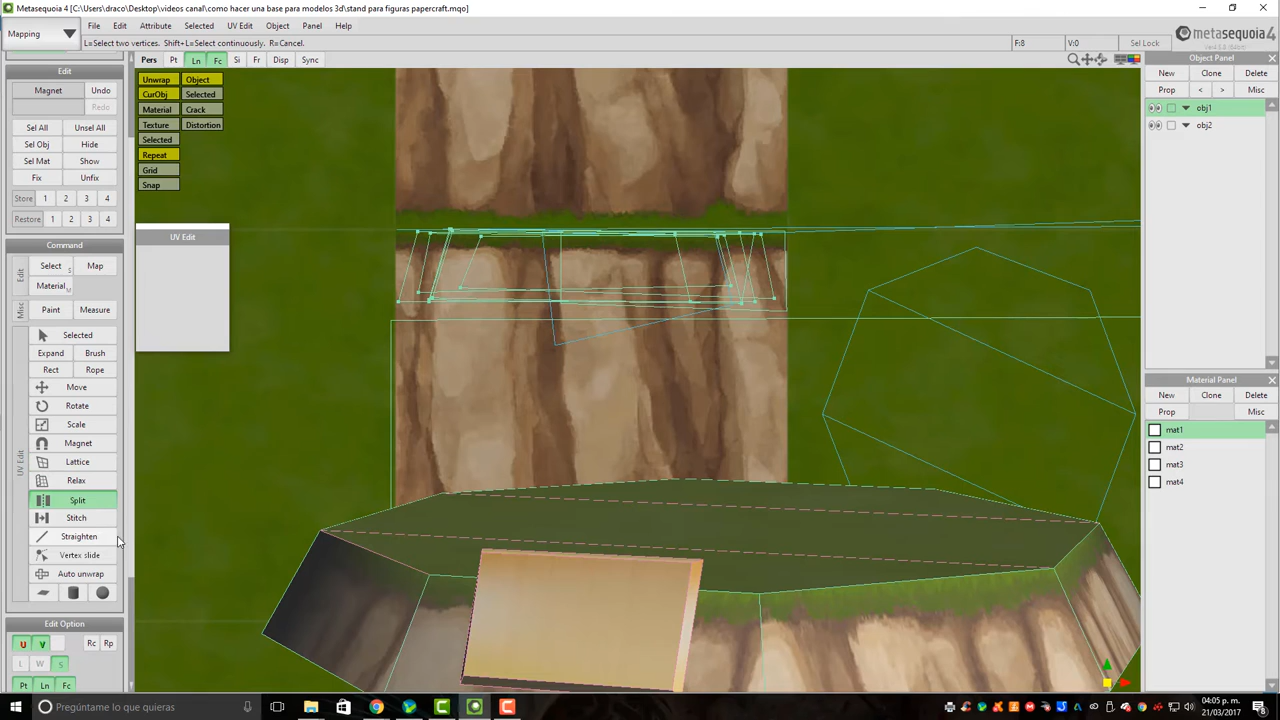 Metasequoia 4 [C:\Users\draco\Desktop\videos canal\como hacer una base para modelos 3d\stand para figuras papercraft.mqo]
Mapping
File Edit Attribute Selected UV Edit Object Panel Help
metasequoia 4
L=Select two vertices. Shift+L=Select continuously. R=Cancel.
F:8 V:0 Sel Lock
Pers Pt Ln Fc Si Fr Disp Sync
Object Panel
Edit
New Clone Delete
Unwrap Object
Magnet Undo
Prop < > Misc
CurObj Selected
Redo
obj1
Material Crack
obj2
Texture Distortion
Sel All Unsel All
Selected
Sel Obj Hide
Repeat
Sel Mat Show
Grid
Fix Unfix
Snap
Store 1 2 3 4
Restore 1 2 3 4
UV Edit
Command
Edit
Select S
Map
Material M
Misc
Paint Measure
Selected
Expand Brush
Rect Rope
Move
Material Panel
Rotate
New Clone Delete
Prop Misc
Scale
mat1
Magnet
mat2
UV Edit
Lattice
mat3
Relax
mat4
Split
Stitch
Straighten
Vertex slide
Auto unwrap
Edit Option
U V Rc Rp
L W S
Pt Ln Fc
Pregúntame lo que quieras
04:05 p.m.
21/03/2017